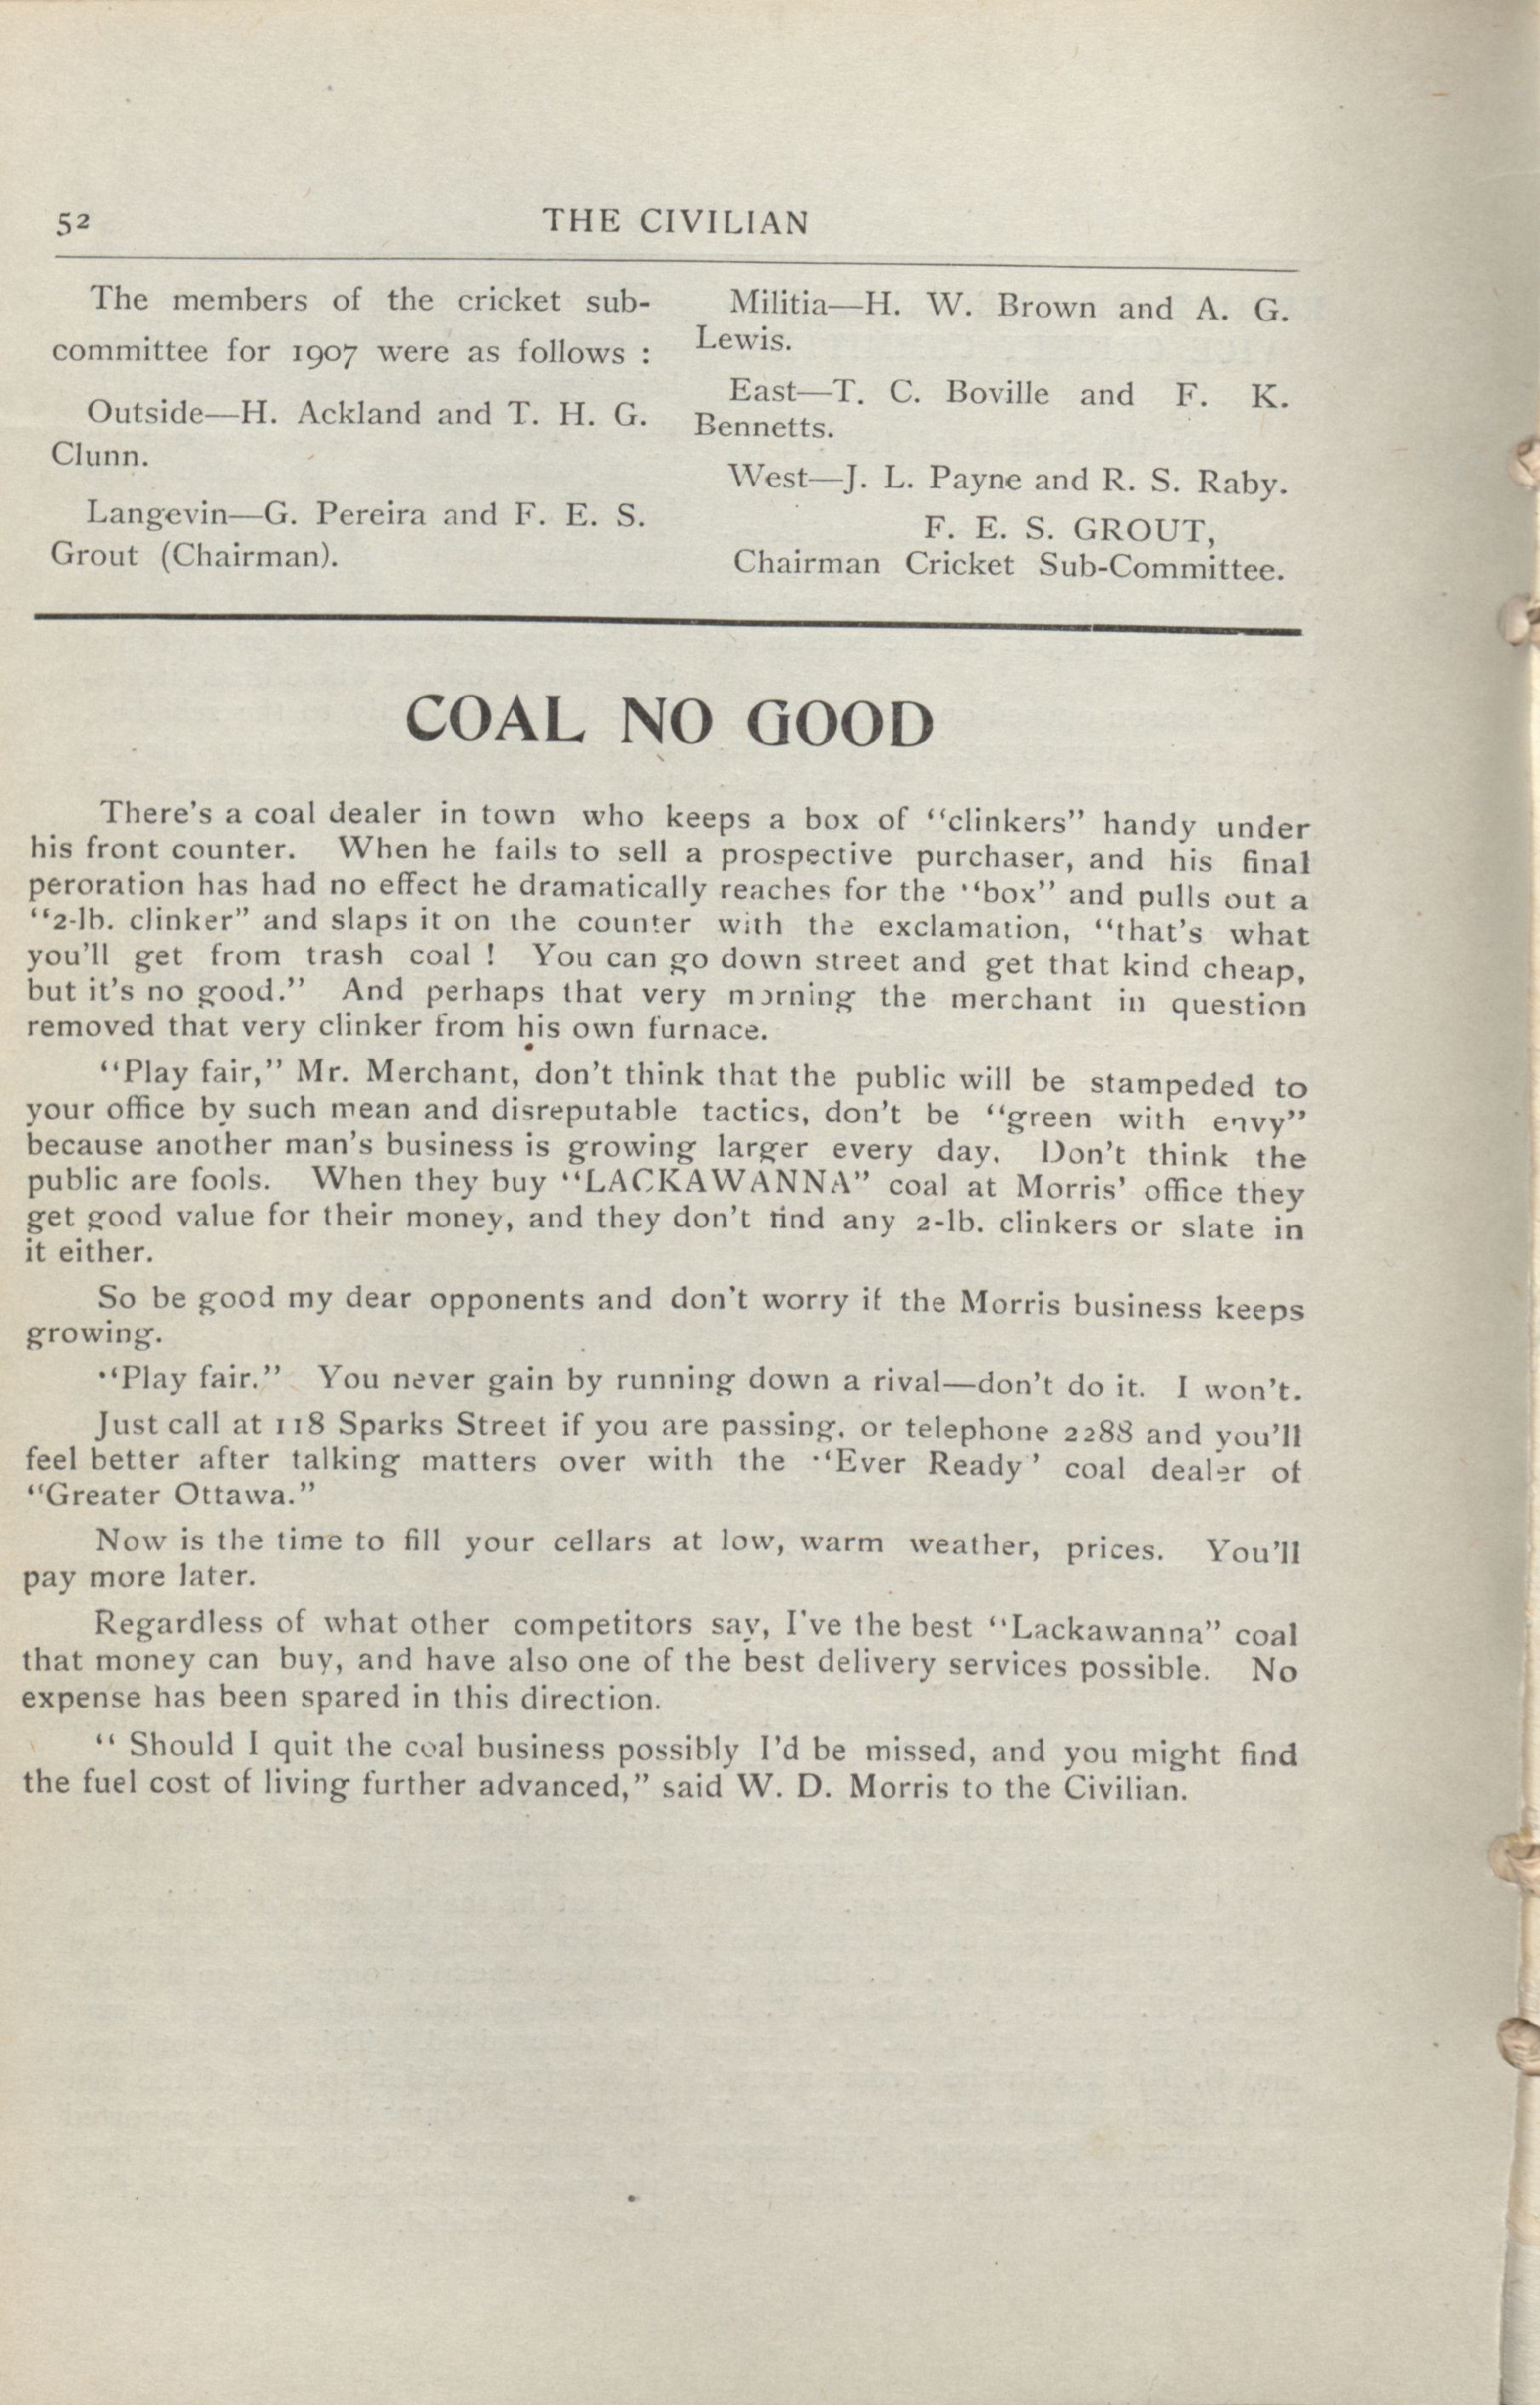 52
THE CIVILIAN
The members of the cricket sub-
committee for 1907 were as follows :
Outside—H. Ackland and T. H. G.
Clunn.
Langevin—G. Pereira and F. E. S.
Grout (Chairman).
Militia—H. W. Brown and A. G.
Lewis.
East—T. C. Boville and F. K.
Bennetts.
West—J. L. Payne and R. S. Raby.
F. E. S. GROUT,
Chairman Cricket Sub-Committee.
COAL NO GOOD
There's a coal dealer in town who keeps a box of "clinkers" handy under
his front counter. When he fails to sell a prospective purchaser, and his final
peroration has had no effect he dramatically reaches for the "box" and pulls out a
"2-lb. clinker" and slaps it on the counter with the exclamation, "that's what
you'll get from trash coal ! You can go down street and get that kind cheap,
but it's no good." And perhaps that very morning the merchant in question
removed that very clinker from his own furnace.
"Play fair," Mr. Merchant, don't think that the public will be stampeded to
your office by such mean and disreputable tactics, don't be "green with envy"
because another man's business is growing larger every day. Don't think the
public are fools. When they buy "LACKAWANNA" coal at Morris' office they
get good value for their money, and they don't find any 2-lb. clinkers or slate in
it either.
So be good my dear opponents and don't worry if the Morris business keeps
growing.
"Play fair." You never gain by running down a rival—don't do it. I won't.
Just call at 118 Sparks Street if you are passing, or telephone 2288 and you'll
feel better after talking matters over with the "Ever Ready' coal dealer of
"Greater Ottawa."
Now is the time to fill your cellars at low, warm weather, prices. You'll
pay more later.
Regardless of what other competitors say, I've the best "Lackawanna" coal
that money can buy, and have also one of the best delivery services possible. No
expense has been spared in this direction.
" Should I quit the coal business possibly I'd be missed, and you might find
the fuel cost of living further advanced," said W. D. Morris to the Civilian.